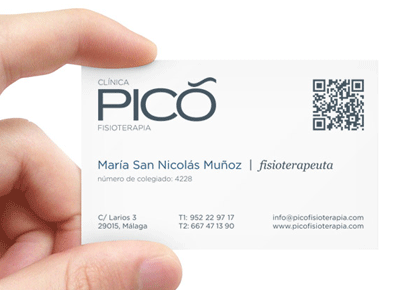 CLÍNICA
PICÓ
FISIOTERAPIA
María San Nicolás Muñoz | fisioterapeuta
número de colegiado: 4228
C/ Larios 3 T1: 952 22 97 17 info@picofisioterapia.com
29015, Málaga T2: 667 47 13 90 www.picofisioterapia.com